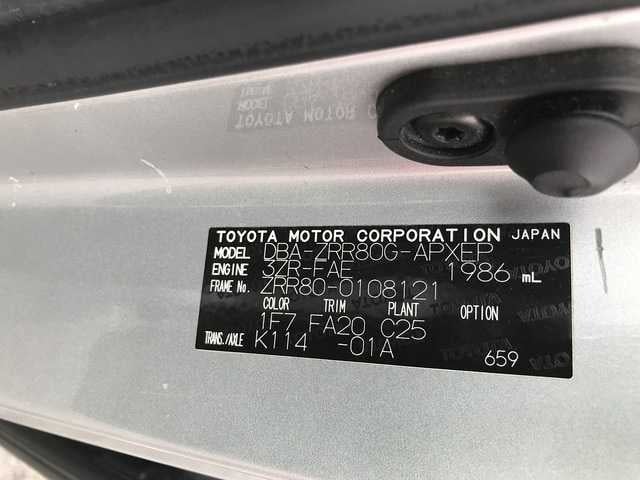 TOYOTA MOTOR CORPORATION JAPAN
MODEL DBA-ZRR80G-APXEP
ENGINE 3ZR-FAE 1986 mL
FRAME No. ZRR80-0108121
COLOR TRIM PLANT OPTION
1F7 FA20 C25
TRANS./AXLE K114 -01A
659